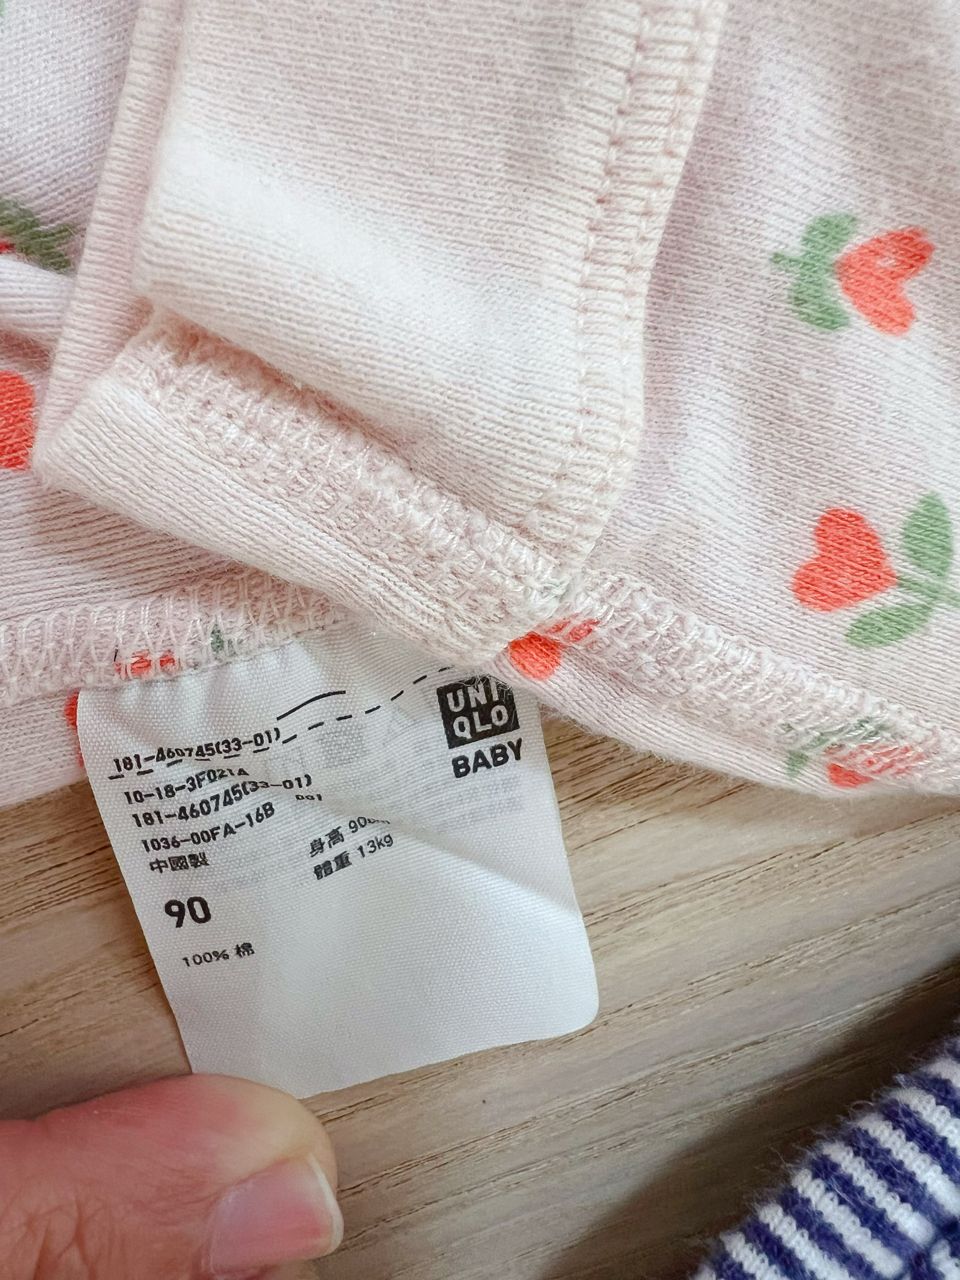 UNI
QLO
BABY
181-460745(33-01)
10-18-3F021A
181-460745(33-01)
1036-00FA-16B
中國製
身高
體重 13kg
90
100% 棉